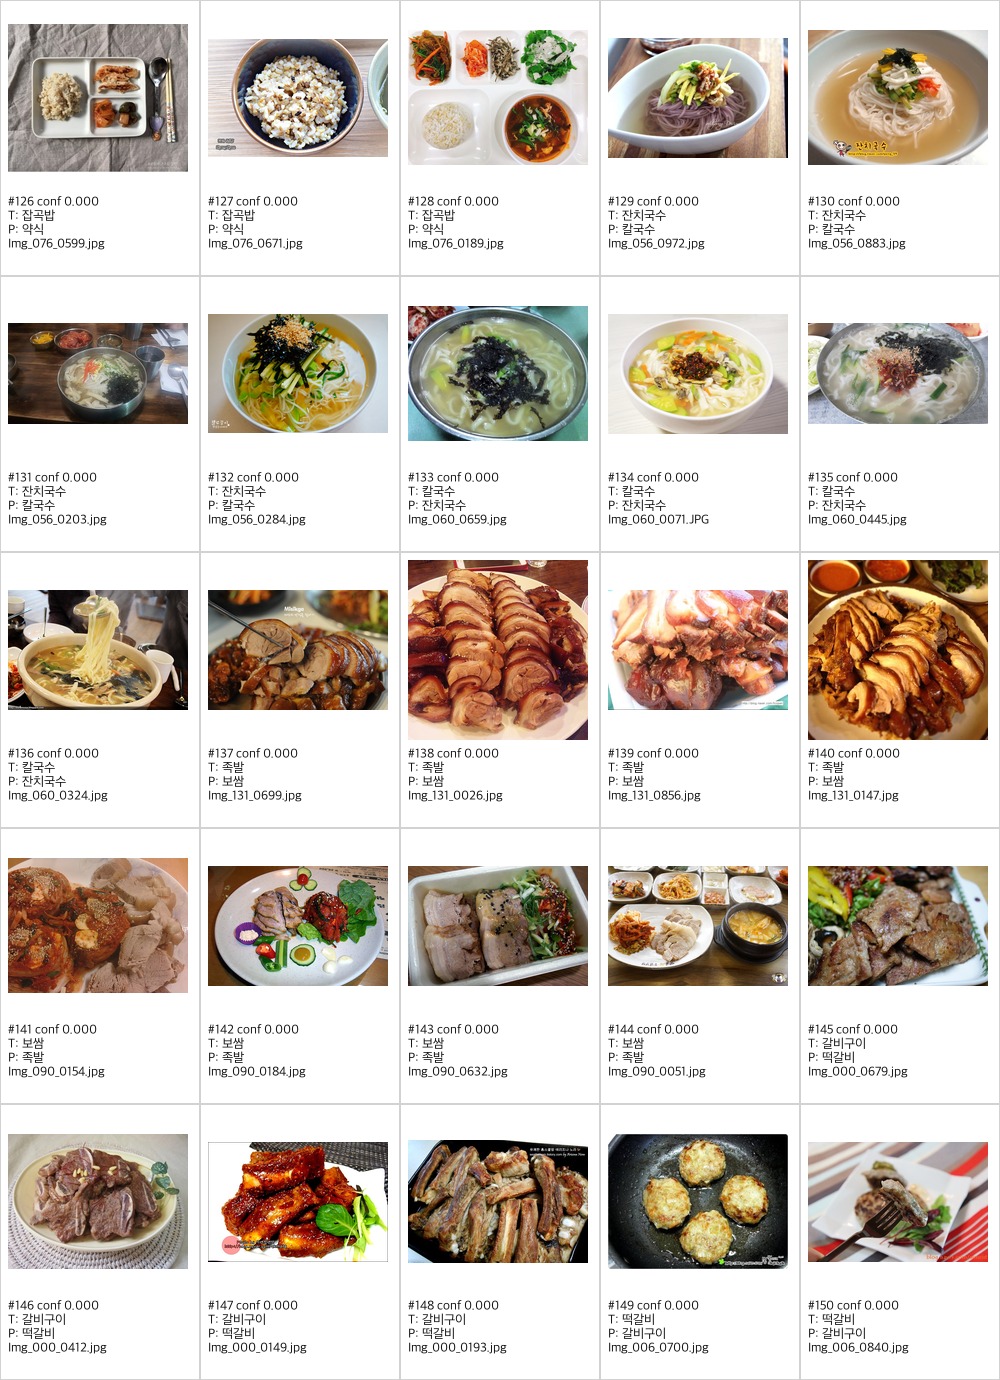 #126 conf 0.000
T: 잡곡밥
P: 약식
Img_076_0599.jpg
#127 conf 0.000
T: 잡곡밥
P: 약식
Img_076_0671.jpg
#128 conf 0.000
T: 잡곡밥
P: 약식
Img_076_0189.jpg
#129 conf 0.000
T: 잔치국수
P: 칼국수
Img_056_0972.jpg
잔치국수
#130 conf 0.000
T: 잔치국수
P: 칼국수
Img_056_0883.jpg
#131 conf 0.000
T: 잔치국수
P: 칼국수
Img_056_0203.jpg
#132 conf 0.000
T: 잔치국수
P: 칼국수
Img_056_0284.jpg
#133 conf 0.000
T: 칼국수
P: 잔치국수
Img_060_0659.jpg
#134 conf 0.000
T: 칼국수
P: 잔치국수
Img_060_0071.JPG
#135 conf 0.000
T: 칼국수
P: 잔치국수
Img_060_0445.jpg
#136 conf 0.000
T: 칼국수
P: 잔치국수
Img_060_0324.jpg
#137 conf 0.000
T: 족발
P: 보쌈
Img_131_0699.jpg
#138 conf 0.000
T: 족발
P: 보쌈
Img_131_0026.jpg
#139 conf 0.000
T: 족발
P: 보쌈
Img_131_0856.jpg
#140 conf 0.000
T: 족발
P: 보쌈
Img_131_0147.jpg
#141 conf 0.000
T: 보쌈
P: 족발
Img_090_0154.jpg
#142 conf 0.000
T: 보쌈
P: 족발
Img_090_0184.jpg
#143 conf 0.000
T: 보쌈
P: 족발
Img_090_0632.jpg
#144 conf 0.000
T: 보쌈
P: 족발
Img_090_0051.jpg
#145 conf 0.000
T: 갈비구이
P: 떡갈비
Img_000_0679.jpg
#146 conf 0.000
T: 갈비구이
P: 떡갈비
Img_000_0412.jpg
#147 conf 0.000
T: 갈비구이
P: 떡갈비
Img_000_0149.jpg
#148 conf 0.000
T: 갈비구이
P: 떡갈비
Img_000_0193.jpg
#149 conf 0.000
T: 떡갈비
P: 갈비구이
Img_006_0700.jpg
#150 conf 0.000
T: 떡갈비
P: 갈비구이
Img_006_0840.jpg